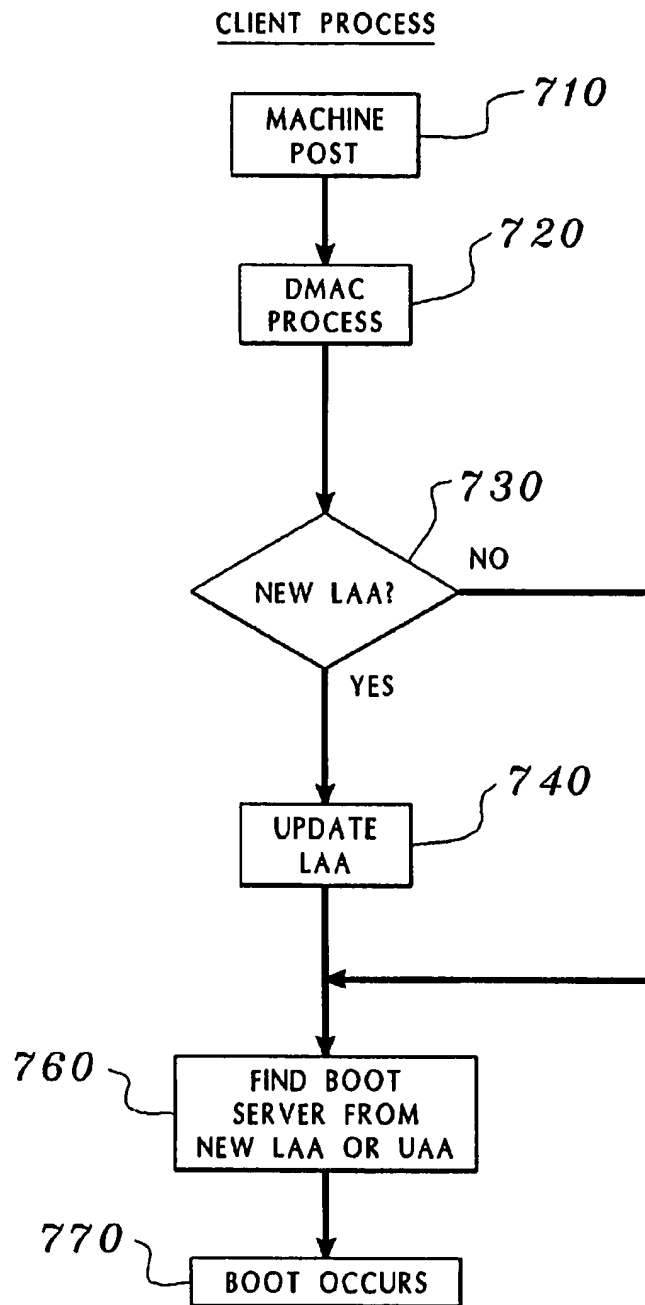 CLIENT PROCESS
710
MACHINE
POST
720
DMAC
PROCESS
730
NEW LAA?
NO
YES
740
UPDATE
LAA
760
FIND BOOT
SERVER FROM
NEW LAA OR UAA
770
BOOT OCCURS